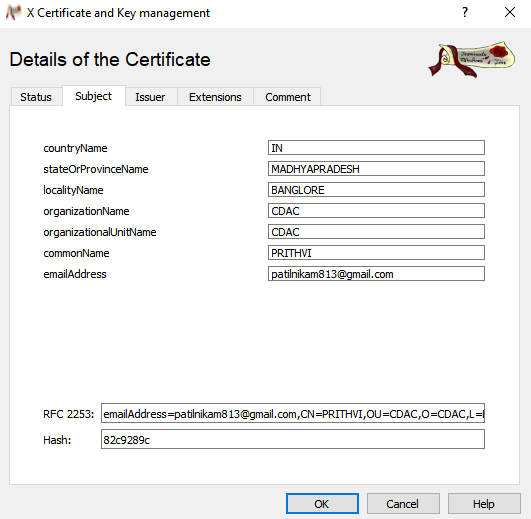 X Certificate and Key management
?
Details of the Certificate
Status Subject Issuer Extensions Comment
countryName IN
stateOrProvinceName MADHYAPRADESH
localityName BANGLORE
organizationName CDAC
organizationalUnitName CDAC
commonName PRITHVI
emailAddress patilnikam813@gmail.com
RFC 2253: emailAddress=patilnikam813@gmail.com,CN=PRITHVI,OU=CDAC,O=CDAC,L=
Hash: 82c9289c
OK Cancel Help